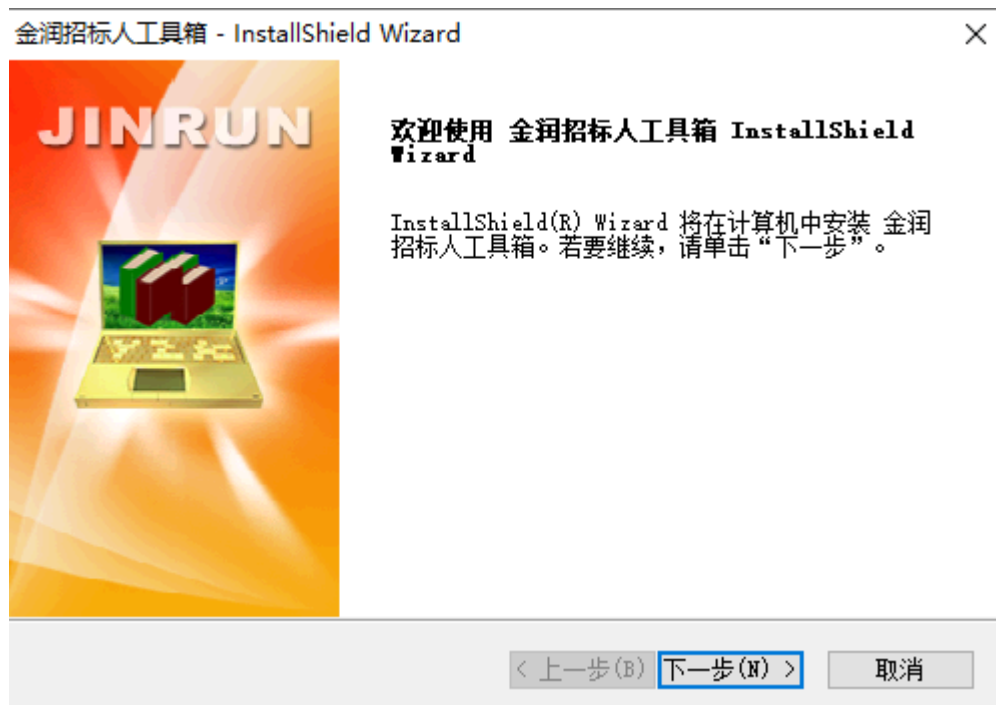 金润招标人工具箱 - InstallShield Wizard
JINRUN
欢迎使用 金润招标人工具箱 InstallShield
Wizard
InstallShield(R) Wizard 将在计算机中安装 金润
招标人工具箱。若要继续，请单击“下一步”。
< 上一步(B) 下一步(N) > 取消